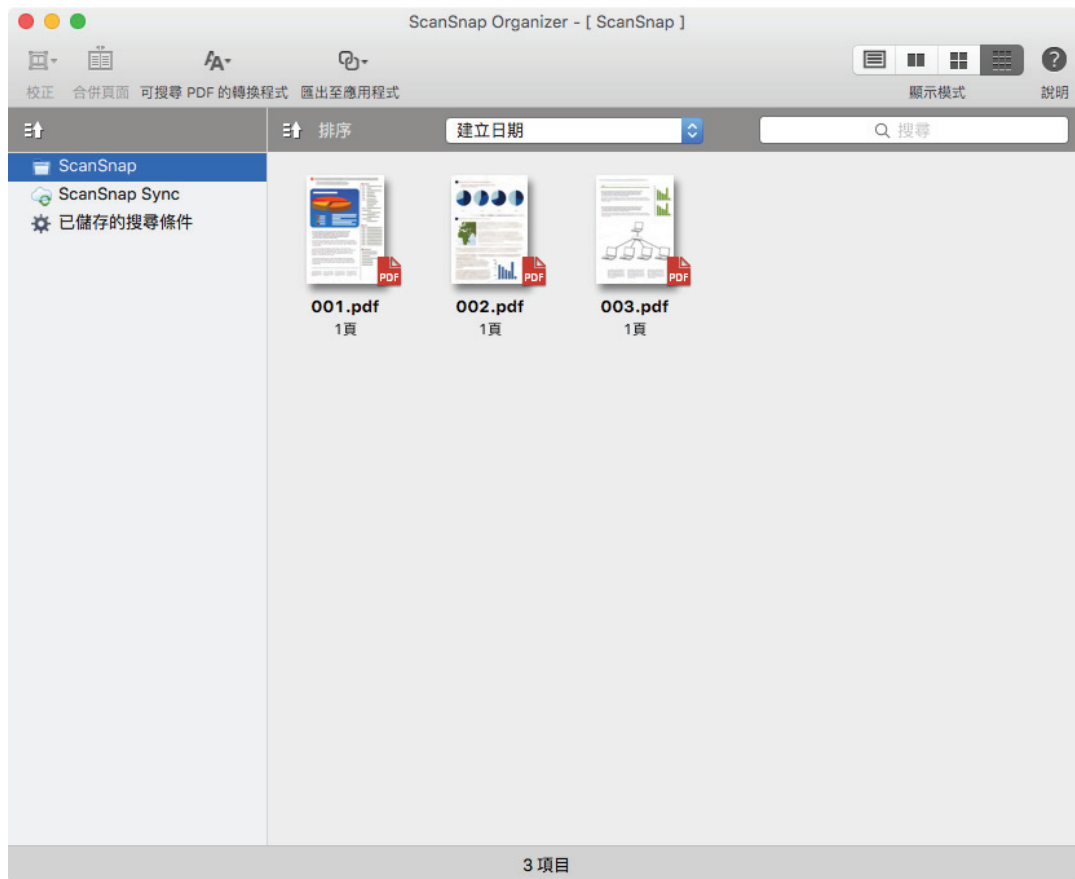 ScanSnap Organizer - [ ScanSnap ]
校正 合併頁面 可搜尋 PDF 的轉換程式 匯出至應用程式 顯示模式 說明
排序 建立日期 搜尋
ScanSnap
ScanSnap Sync
已儲存的搜尋條件
PDF PDF PDF
001.pdf 002.pdf 003.pdf
1頁 1頁 1頁
3 項目